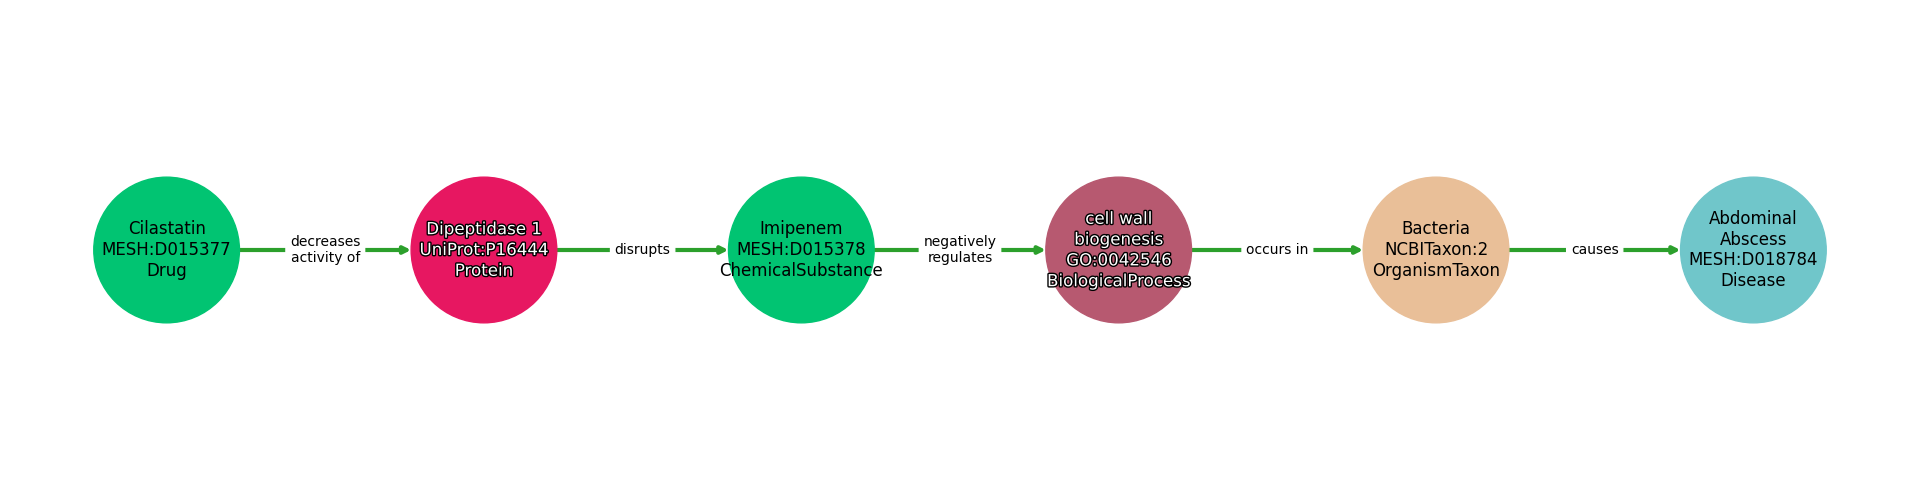 Cilastatin
MESH:D015377
Drug
decreases
activity of
Dipeptidase 1
UniProt:P16444
Protein
disrupts
Imipenem
MESH:D015378
ChemicalSubstance
negatively
regulates
cell wall
biogenesis
GO:0042546
BiologicalProcess
occurs in
Bacteria
NCBITaxon:2
OrganismTaxon
causes
Abdominal
Abscess
MESH:D018784
Disease